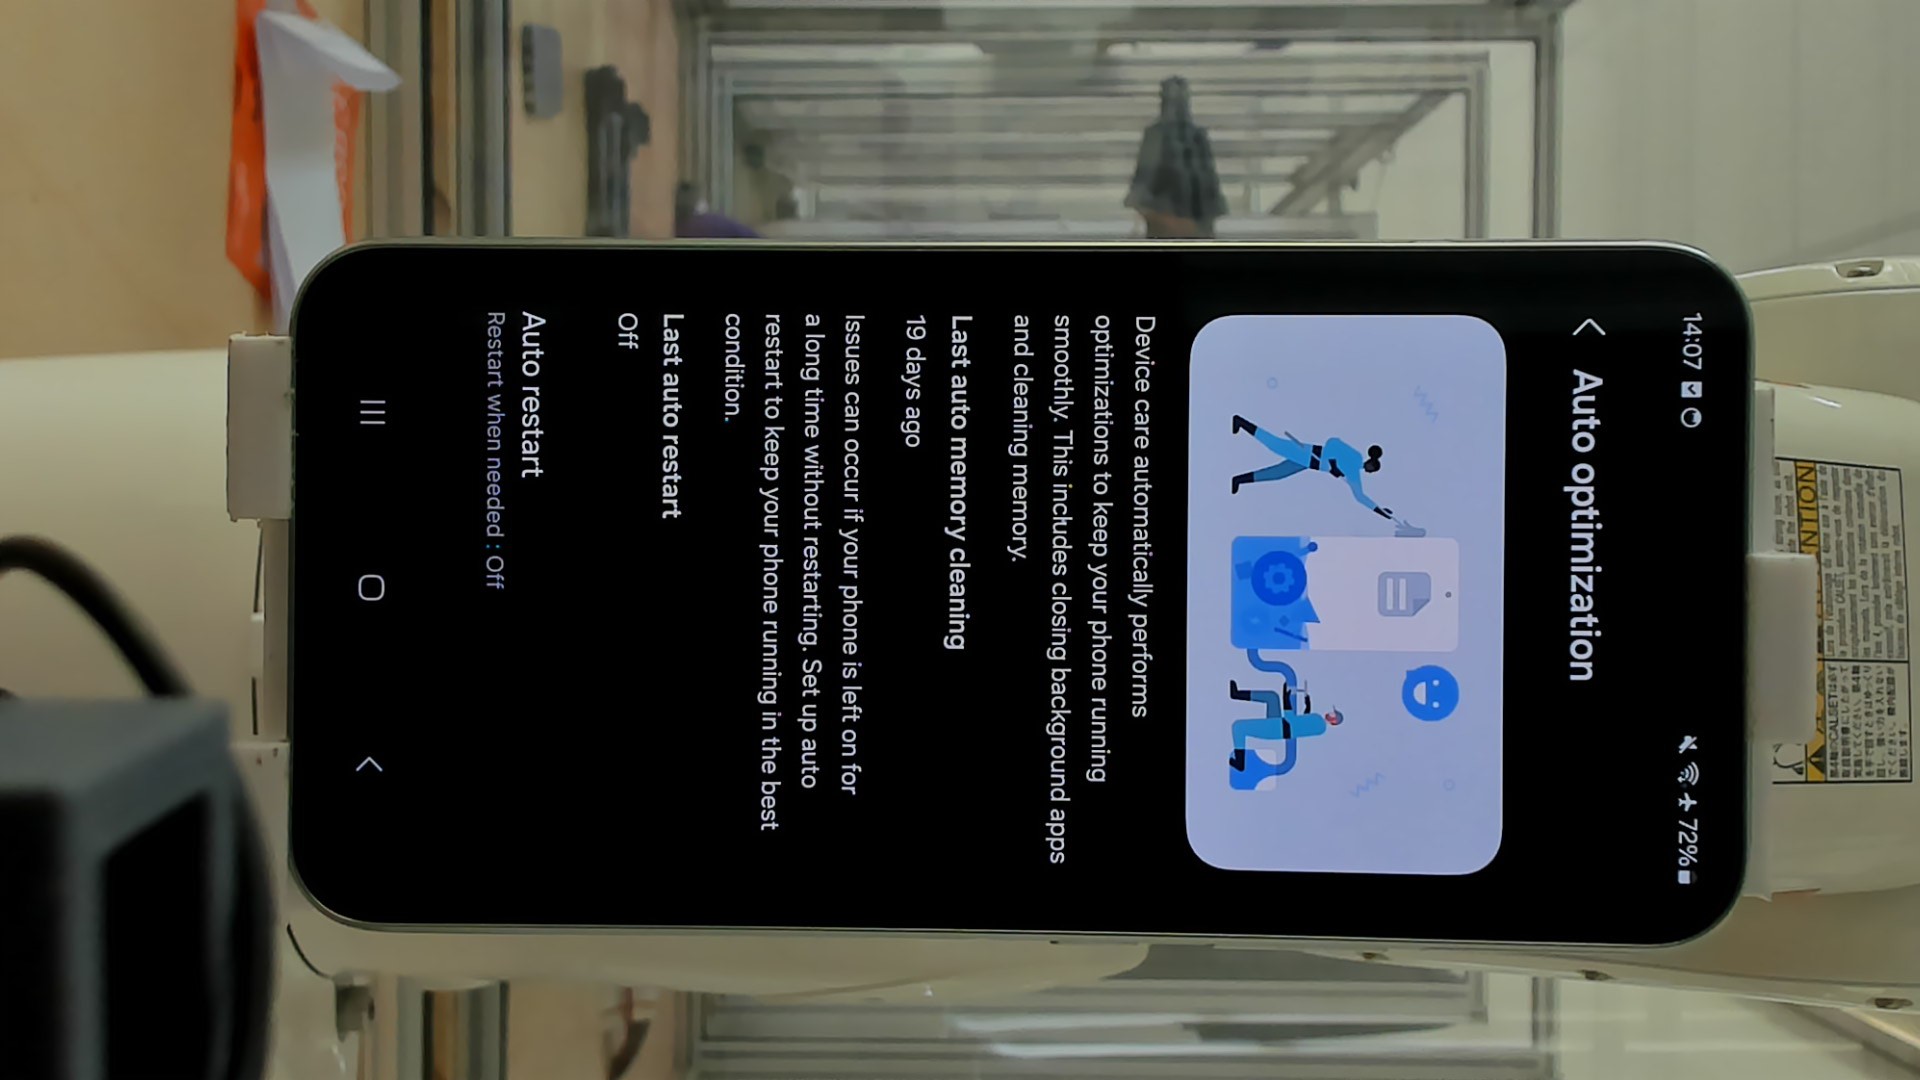 14:07
72%
Auto optimization
Device care automatically performs
optimizations to keep your phone running
smoothly. This includes closing background apps
and cleaning memory.
Last auto memory cleaning
19 days ago
Issues can occur if your phone is left on for
a long time without restarting. Set up auto
restart to keep your phone running in the best
condition.
Last auto restart
Off
Auto restart
Restart when needed : Off